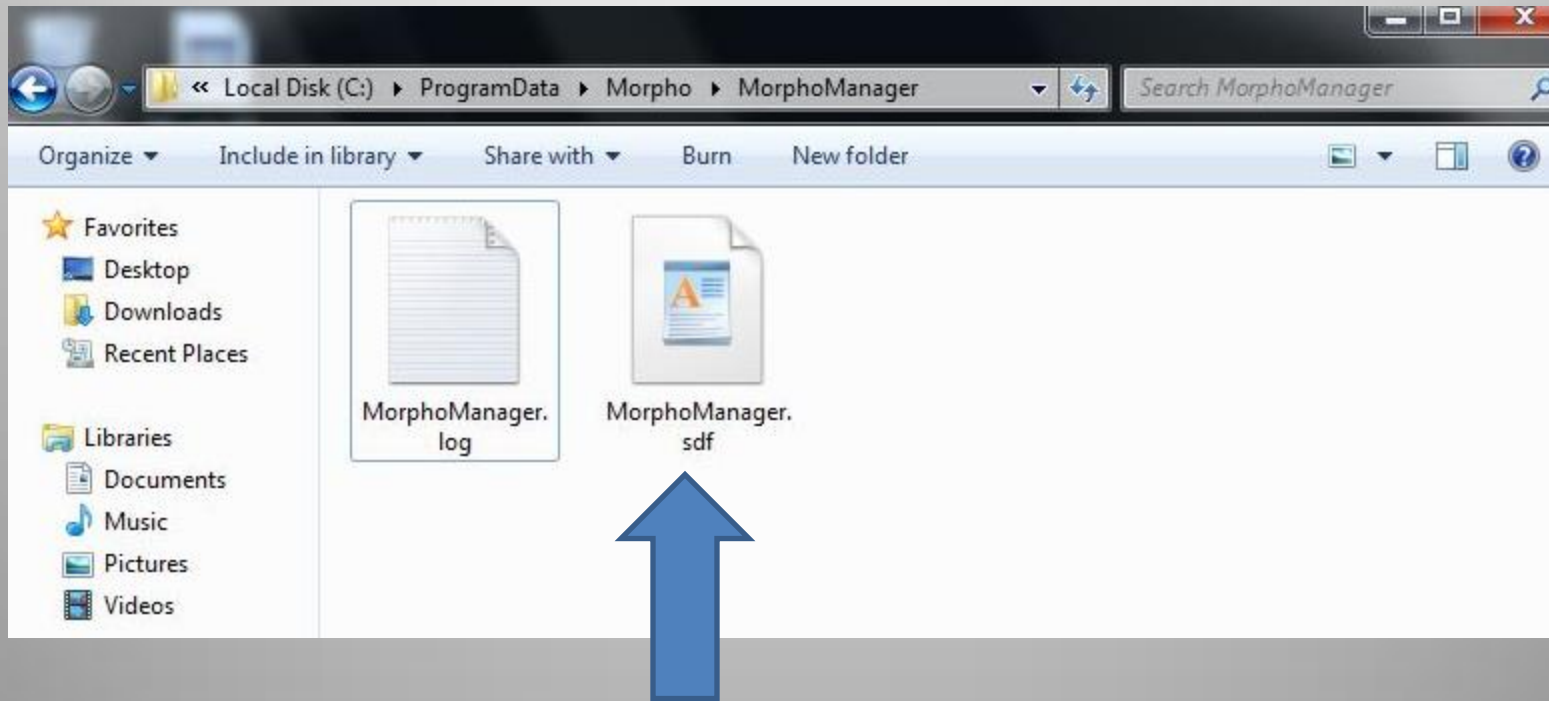 « Local Disk (C:) ▸ ProgramData ▸ Morpho ▸ MorphoManager
Search MorphoManager
Organize
Include in library
Share with
Burn
New folder
Favorites
Desktop
Downloads
Recent Places
Libraries
Documents
Music
Pictures
Videos
MorphoManager.
log
MorphoManager.
sdf